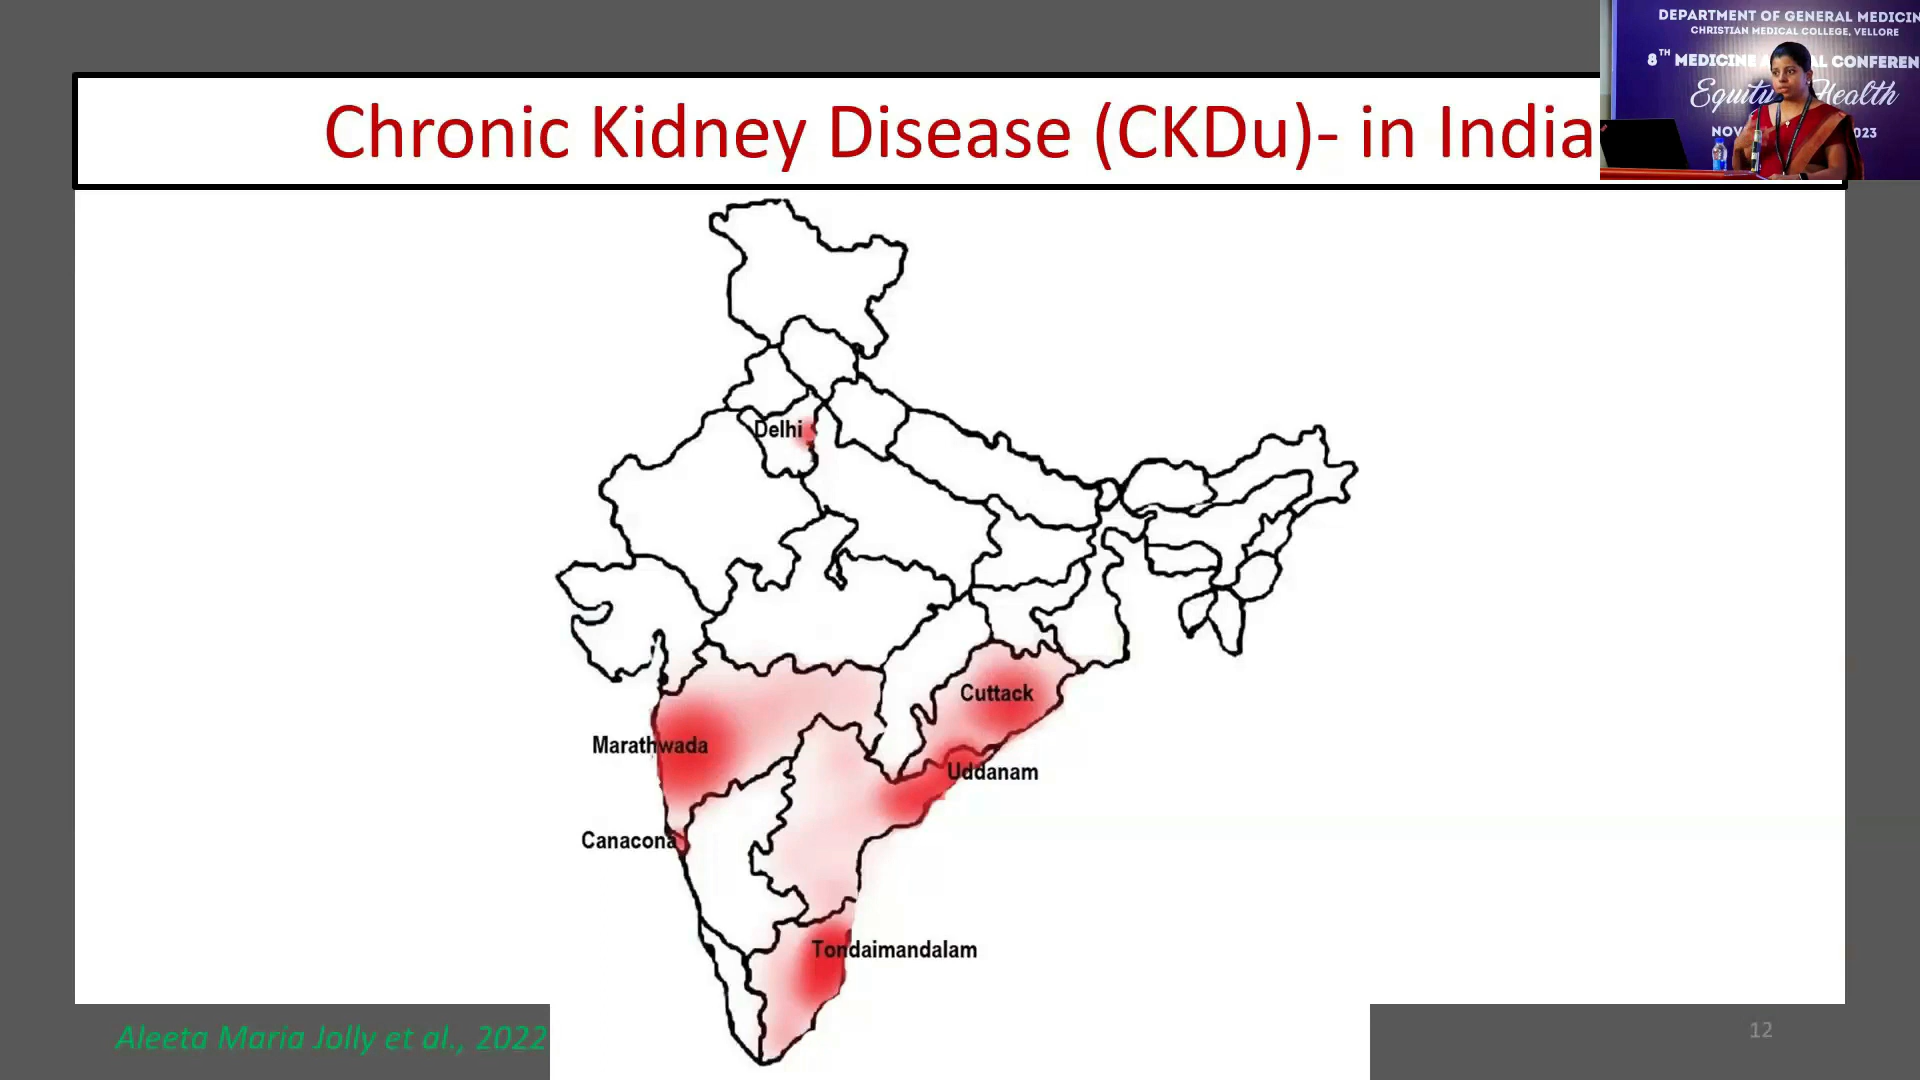 DEPARTMENT OF GENERAL MEDICIN
CHRISTIAN MEDICAL COLLEGE, VELLORE
8TH MEDICINE AL CONFEREN
Health
NOV 023
Chronic Kidney Disease (CKDu)- in India
Delhi
Cuttack
Marathwada
Uddanam
Canacona
Tondaimandalam
Aleeta Maria Jolly et al., 2022
12